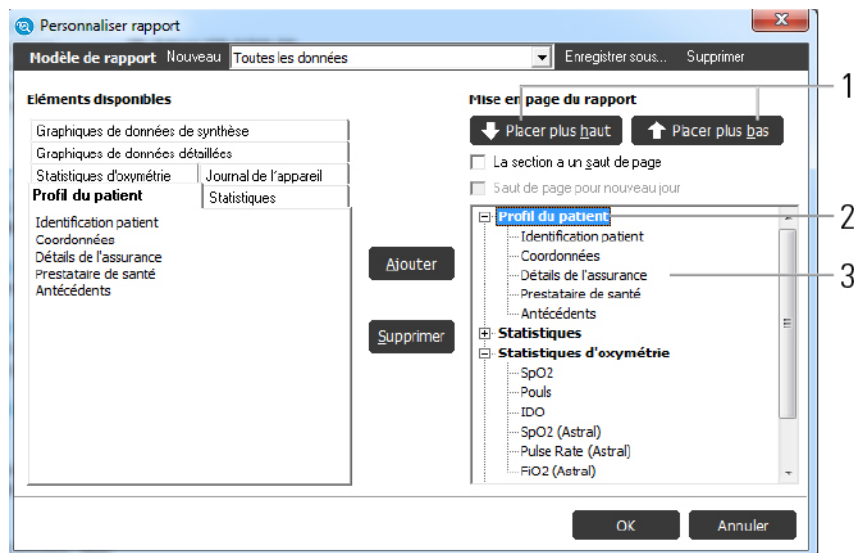 Personnaliser rapport
x
Modèle de rapport Nouveau Toutes les données Enregistrer sous... Supprimer
Eléments disponibles
Graphiques de données de synthèse
Graphiques de données détaillées
Statistiques d'oxymétrie Journal de l'appareil
Profil du patient Statistiques
Identification patient
Coordonnées
Détails de l'assurance
Prestataire de santé
Antécédents
Ajouter
Supprimer
Mise en page du rapport
Placer plus haut Placer plus bas
1
La section a un saut de page
Saut de page pour nouveau jour
Profil du patient
2
Identification patient
Coordonnées
Détails de l'assurance
3
Prestataire de santé
Antécédents
Statistiques
Statistiques d'oxymétrie
SpO2
Pouls
IDO
SpO2 (Astral)
Pulse Rate (Astral)
FiO2 (Astral)
OK Annuler